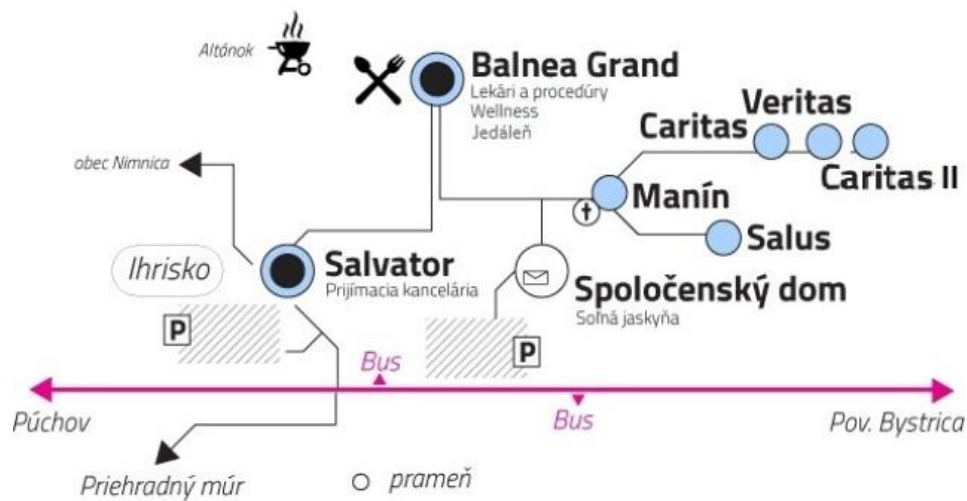 Altánok
Balnea Grand
Lekári a procedúry
Wellness
Jedáleň
Veritas
Caritas
Caritas II
obec Nimnica
Manín
Salus
Ihrisko
Salvator
Prijímacia kancelária
Spoločenský dom
Soľná jaskyňa
P
P
Bus
Bus
Púchov
Pov. Bystrica
Priehradný múr
prameň